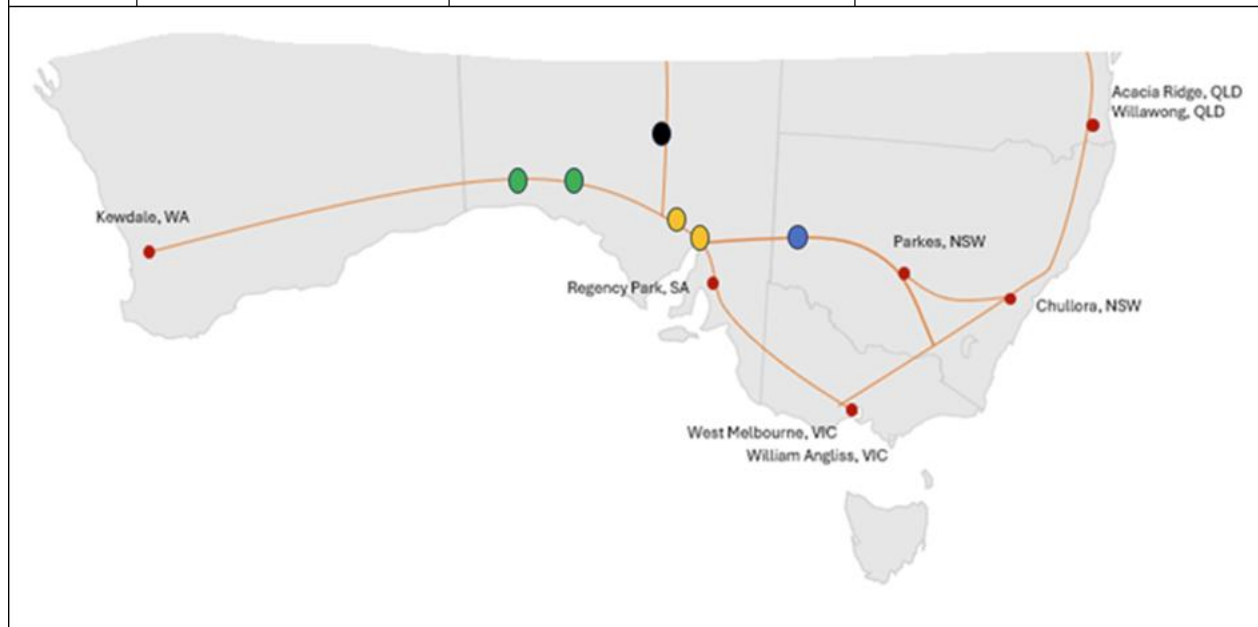 Acacia Ridge, QLD
Willawong, QLD
Kewdale, WA
Parkes, NSW
Regency Park, SA
Chullora, NSW
West Melbourne, VIC
William Angliss, VIC